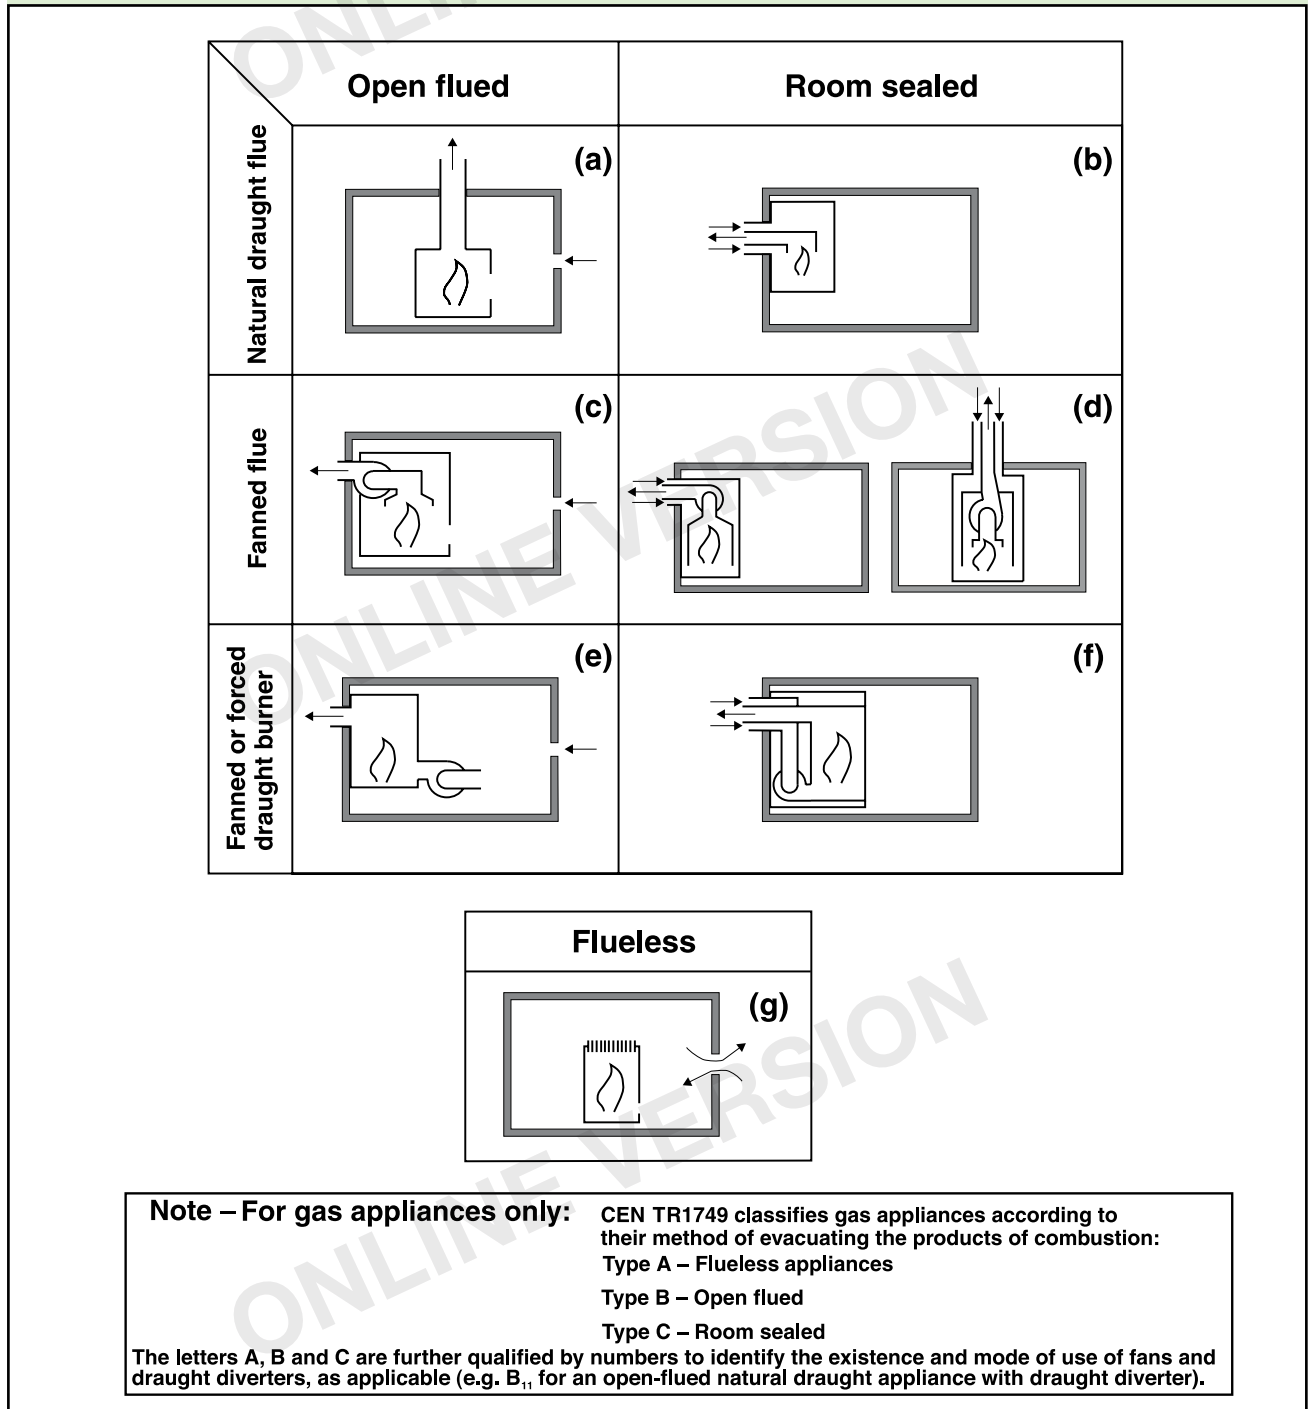 ONLINE VERSION
Open flued
Room sealed
Natural draught flue
(a)
(b)
Fanned flue
(c)
(d)
Fanned or forced
draught burner
(e)
(f)
ONLINE VERSION
Flueless
(g)
ONLINE VERSION
Note – For gas appliances only:
CEN TR1749 classifies gas appliances according to
their method of evacuating the products of combustion:
Type A – Flueless appliances
Type B – Open flued
Type C – Room sealed
The letters A, B and C are further qualified by numbers to identify the existence and mode of use of fans and
draught diverters, as applicable (e.g. B₁₁ for an open-flued natural draught appliance with draught diverter).